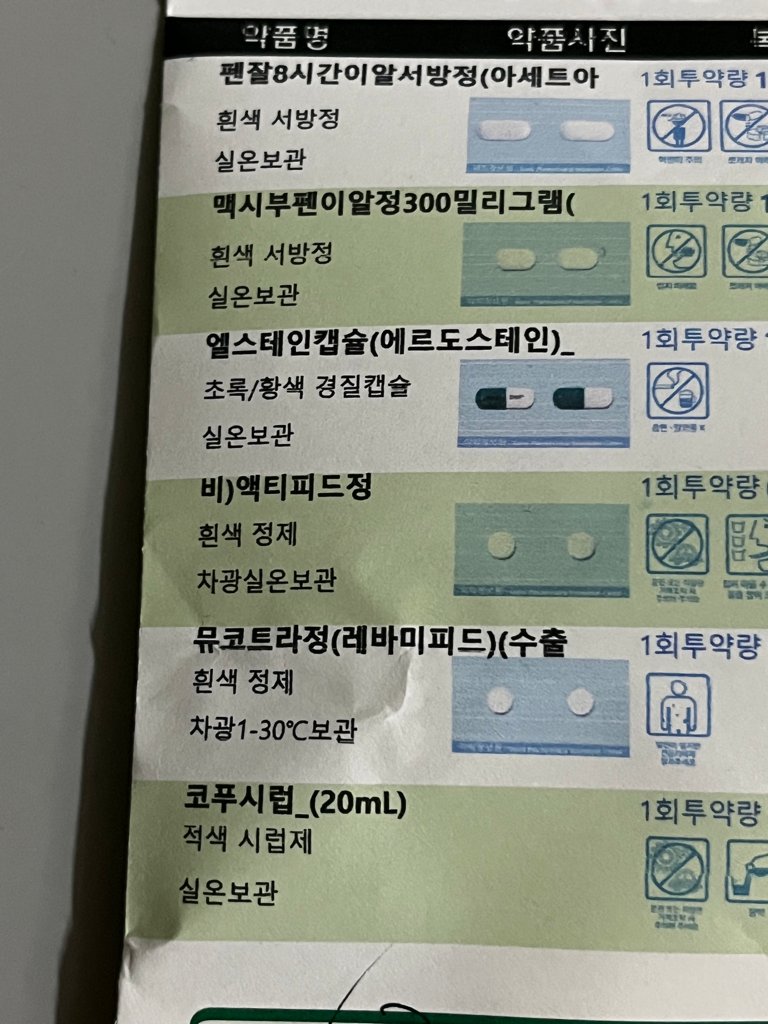 약품명 약품사진
펜잘8시간이알서방정(아세트아 1회투약량 1
흰색 서방정
실온보관
맥시부펜이알정300밀리그램( 1회투약량 1
흰색 서방정
실온보관
엘스테인캡슐(에르도스테인)_ 1회투약량
초록/황색 경질캡슐
실온보관
비)액티피드정 1회투약량
흰색 정제
차광실온보관
뮤코트라정(레바미피드)(수출 1회투약량
흰색 정제
차광1-30℃보관
코푸시럽_(20mL) 1회투약량
적색 시럽제
실온보관